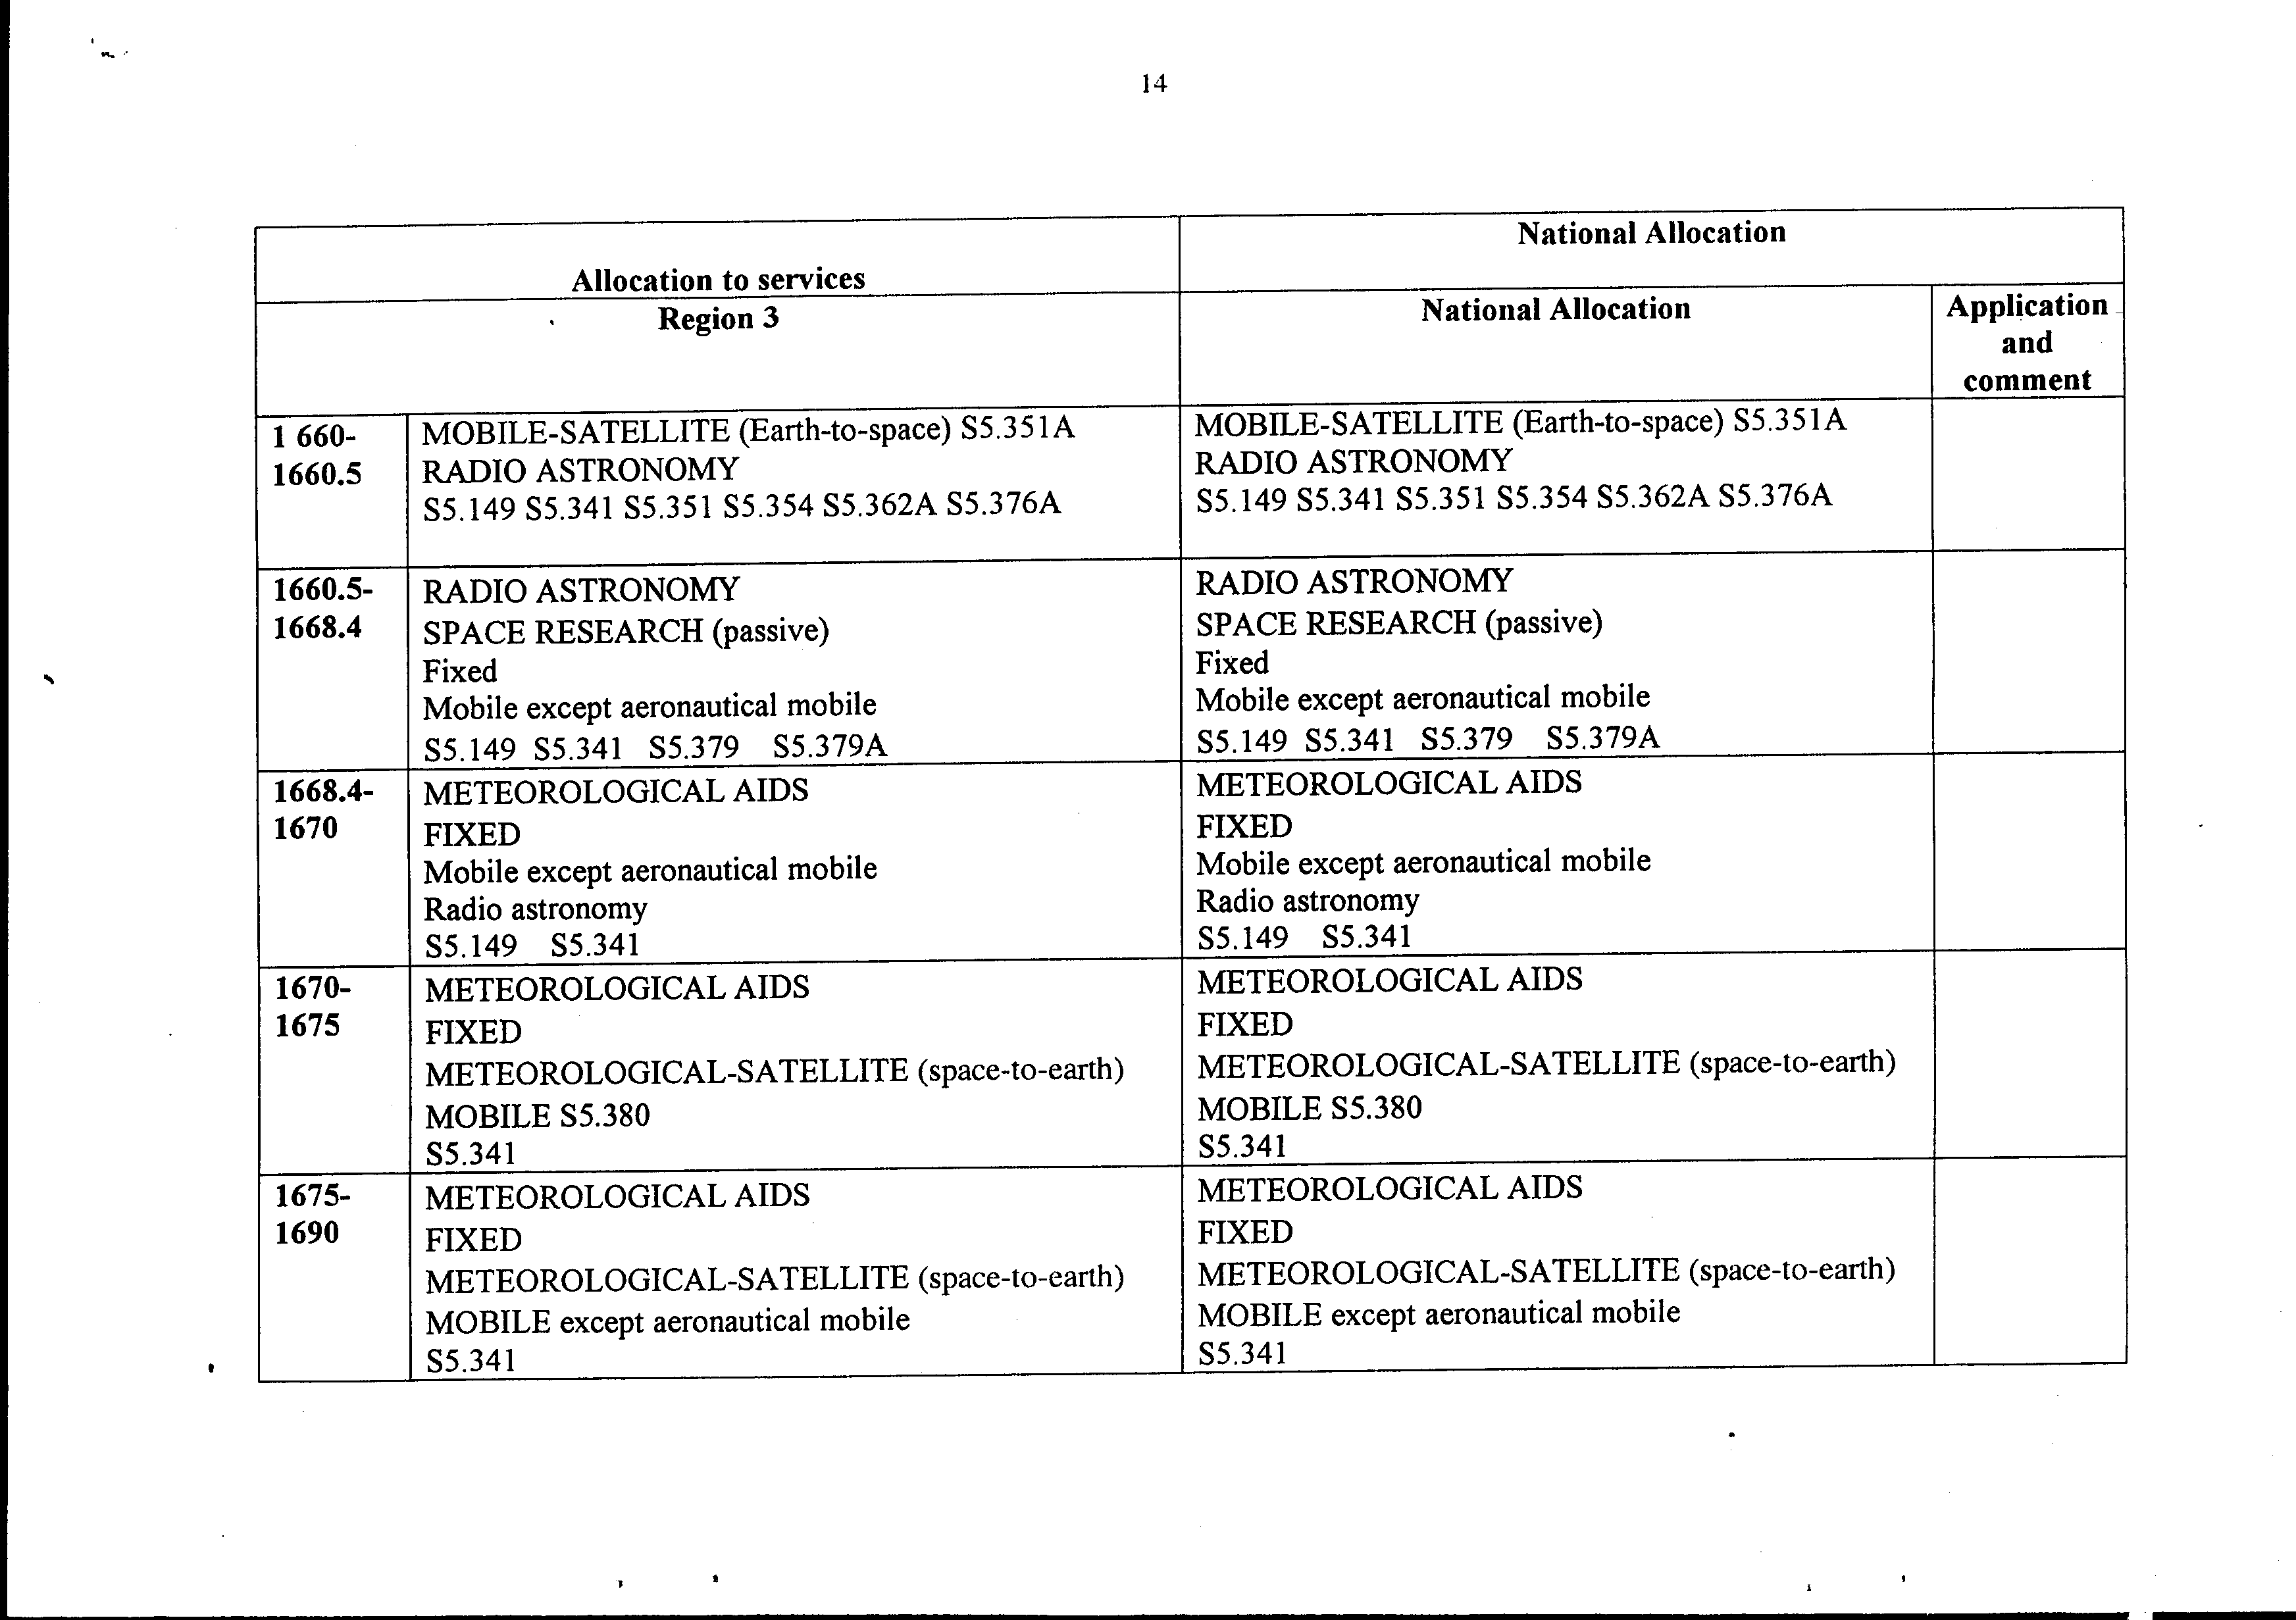 14
National Allocation
Allocation to services
Region 3
National Allocation
Application
and
comment
1 660-
1660.5
MOBILE-SATELLITE (Earth-to-space) S5.351A
RADIO ASTRONOMY
S5.149 S5.341 S5.351 S5.354 S5.362A S5.376A
MOBILE-SATELLITE (Earth-to-space) S5.351A
RADIO ASTRONOMY
S5.149 S5.341 S5.351 S5.354 S5.362A S5.376A
1660.5-
1668.4
RADIO ASTRONOMY
SPACE RESEARCH (passive)
Fixed
Mobile except aeronautical mobile
S5.149 S5.341 S5.379 S5.379A
RADIO ASTRONOMY
SPACE RESEARCH (passive)
Fixed
Mobile except aeronautical mobile
S5.149 S5.341 S5.379 S5.379A
1668.4-
1670
METEOROLOGICAL AIDS
FIXED
Mobile except aeronautical mobile
Radio astronomy
S5.149 S5.341
METEOROLOGICAL AIDS
FIXED
Mobile except aeronautical mobile
Radio astronomy
S5.149 S5.341
1670-
1675
METEOROLOGICAL AIDS
FIXED
METEOROLOGICAL-SATELLITE (space-to-earth)
MOBILE S5.380
S5.341
METEOROLOGICAL AIDS
FIXED
METEOROLOGICAL-SATELLITE (space-to-earth)
MOBILE S5.380
S5.341
1675-
1690
METEOROLOGICAL AIDS
FIXED
METEOROLOGICAL-SATELLITE (space-to-earth)
MOBILE except aeronautical mobile
S5.341
METEOROLOGICAL AIDS
FIXED
METEOROLOGICAL-SATELLITE (space-to-earth)
MOBILE except aeronautical mobile
S5.341